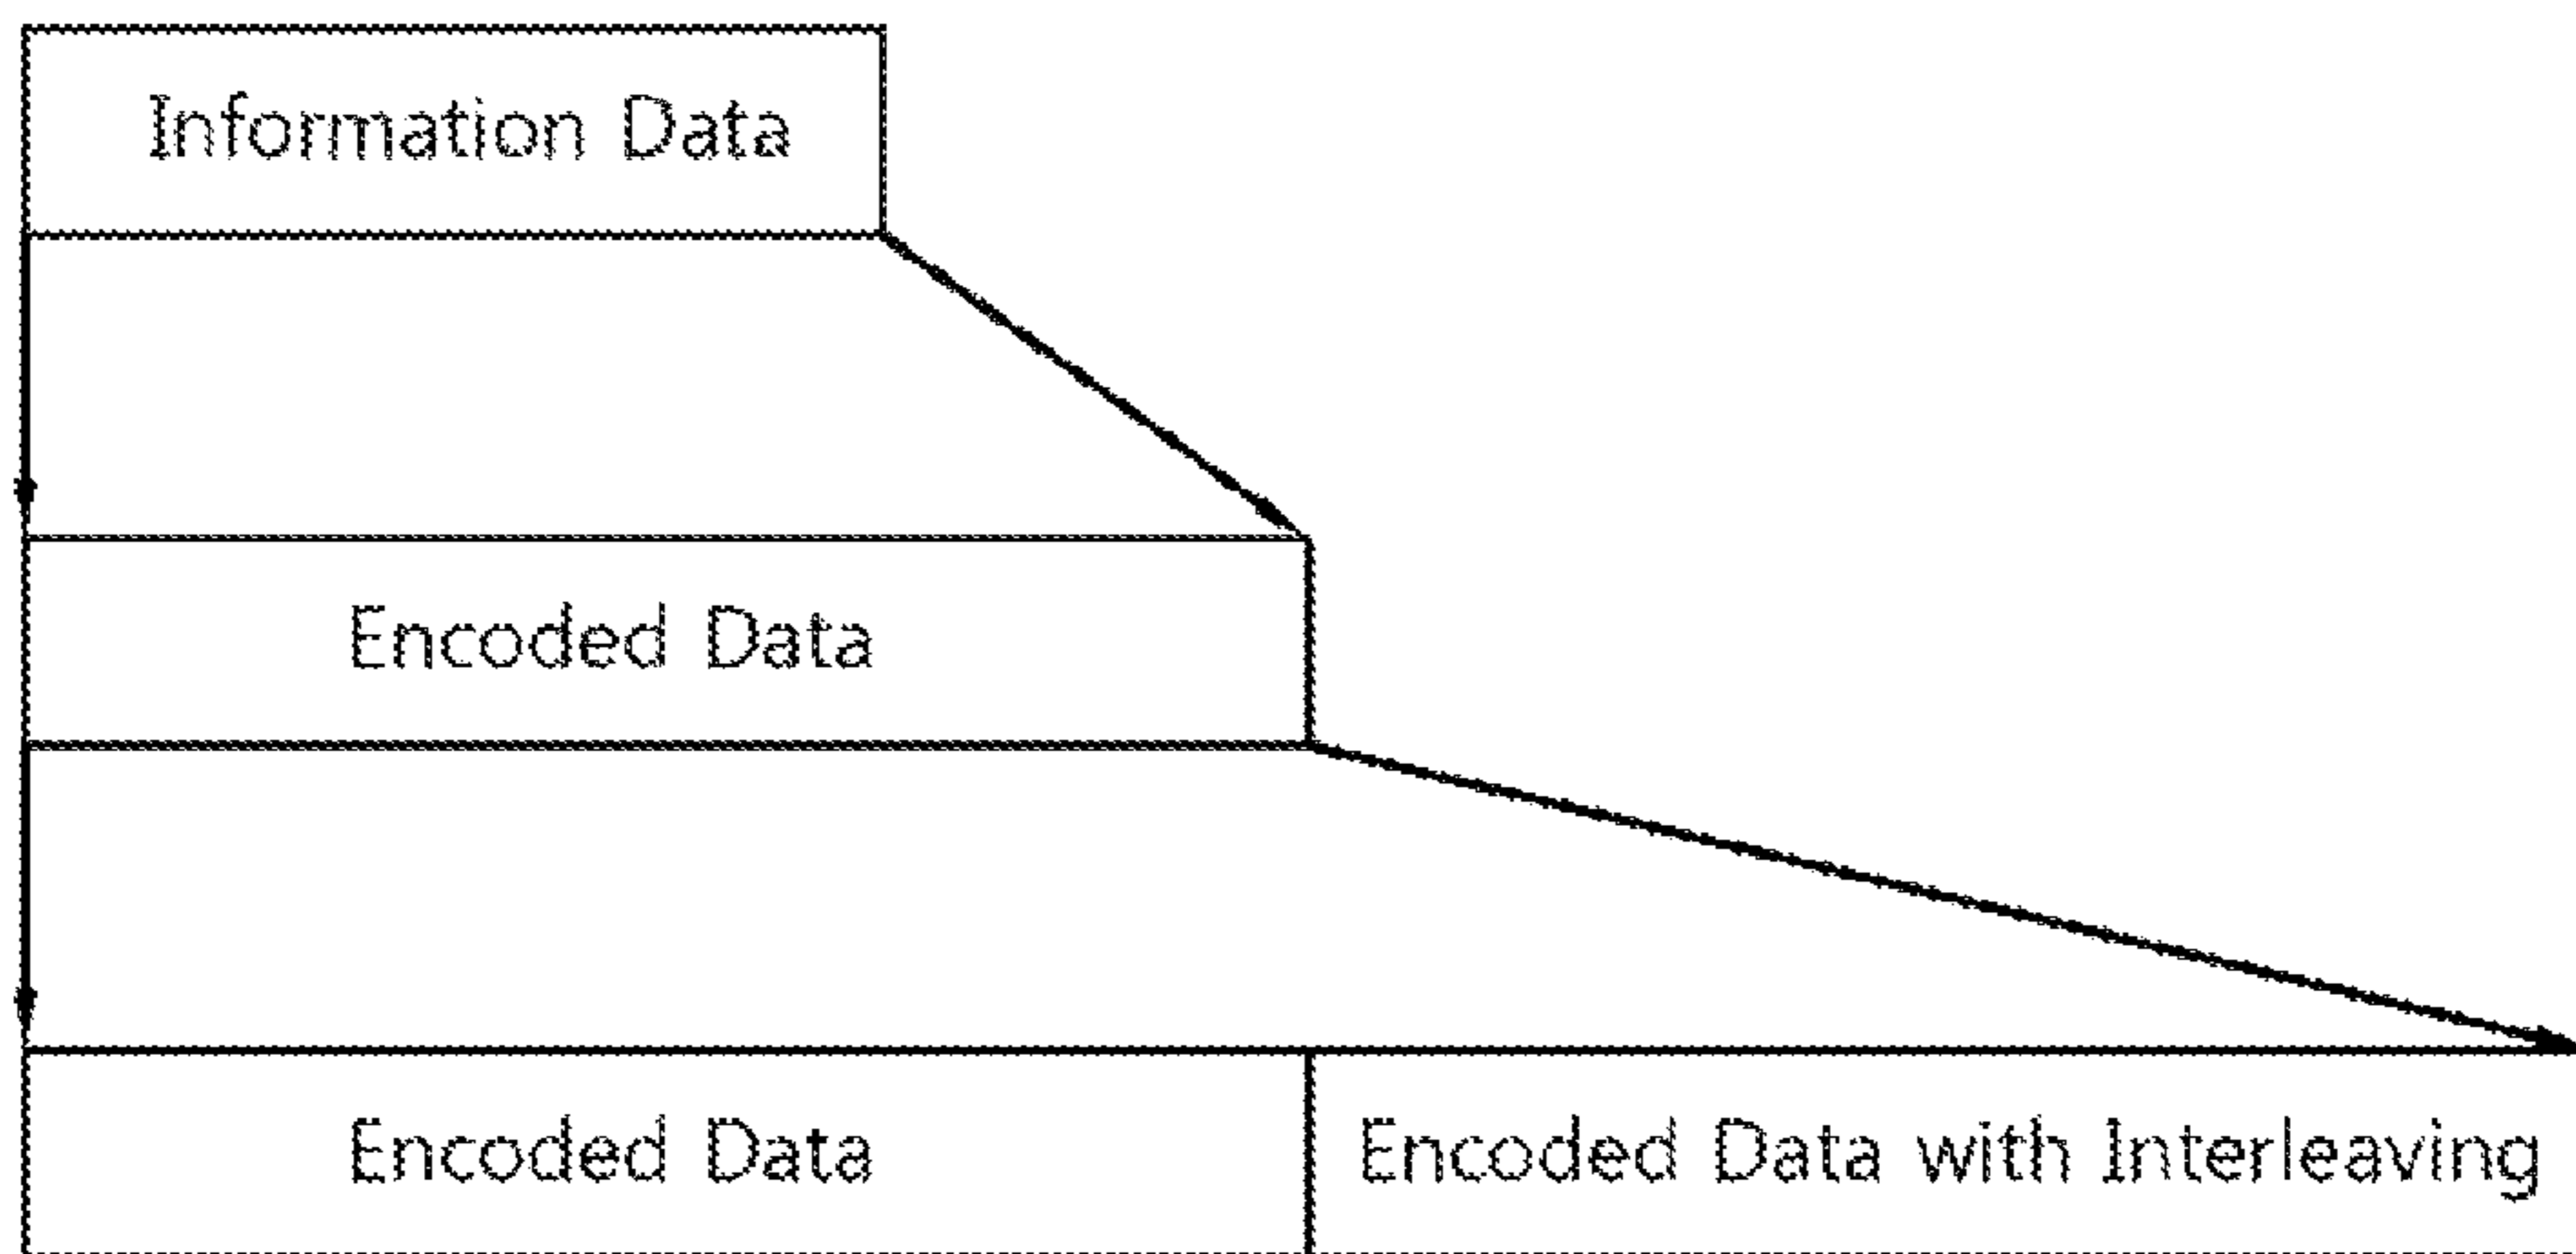 Information Data
Encoded Data
Encoded Data
Encoded Data with Interleaving